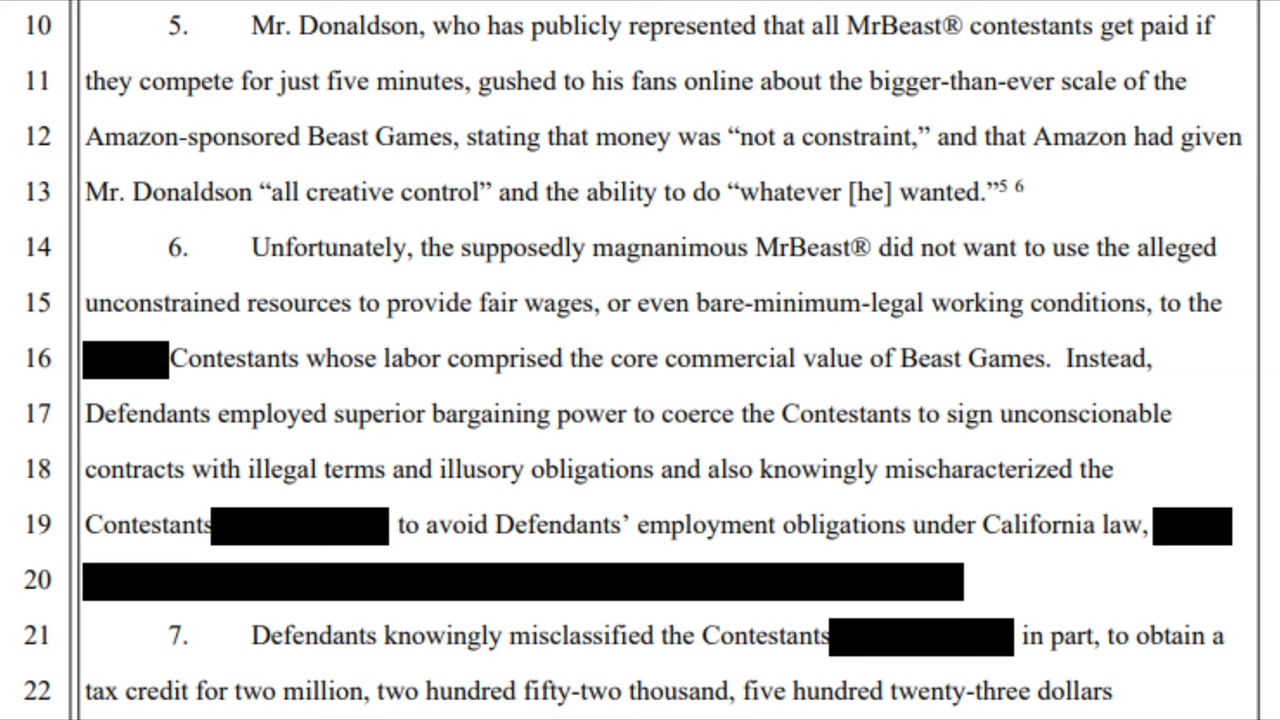 10 5. Mr. Donaldson, who has publicly represented that all MrBeast® contestants get paid if
11 they compete for just five minutes, gushed to his fans online about the bigger-than-ever scale of the
12 Amazon-sponsored Beast Games, stating that money was “not a constraint,” and that Amazon had given
13 Mr. Donaldson “all creative control” and the ability to do “whatever [he] wanted.”⁵ ⁶
14 6. Unfortunately, the supposedly magnanimous MrBeast® did not want to use the alleged
15 unconstrained resources to provide fair wages, or even bare-minimum-legal working conditions, to the
16 Contestants whose labor comprised the core commercial value of Beast Games. Instead,
17 Defendants employed superior bargaining power to coerce the Contestants to sign unconscionable
18 contracts with illegal terms and illusory obligations and also knowingly mischaracterized the
19 Contestants to avoid Defendants’ employment obligations under California law,
20
21 7. Defendants knowingly misclassified the Contestants in part, to obtain a
22 tax credit for two million, two hundred fifty-two thousand, five hundred twenty-three dollars